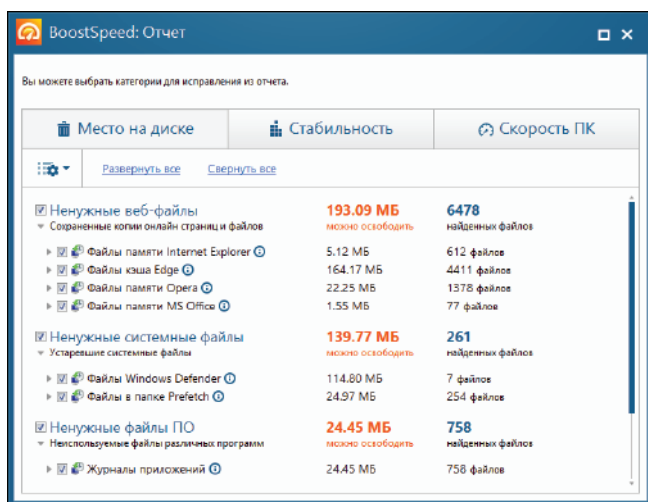 BoostSpeed: Отчет
Вы можете выбрать категории для исправления из отчета.
Место на диске Стабильность Скорость ПК
Развернуть все Свернуть все
Ненужные веб-файлы 193.09 МБ 6478
Сохраненные копии онлайн страниц и файлов можно освободить найденных файлов
Файлы памяти Internet Explorer 5.12 МБ 612 файлов
Файлы кэша Edge 164.17 МБ 4411 файлов
Файлы памяти Opera 22.25 МБ 1378 файлов
Файлы памяти MS Office 1.55 МБ 77 файлов
Ненужные системные файлы 139.77 МБ 261
Устаревшие системные файлы можно освободить найденных файлов
Файлы Windows Defender 114.80 МБ 7 файлов
Файлы в папке Prefetch 24.97 МБ 254 файлов
Ненужные файлы ПО 24.45 МБ 758
Неиспользуемые файлы различных программ можно освободить найденных файлов
Журналы приложений 24.45 МБ 758 файлов